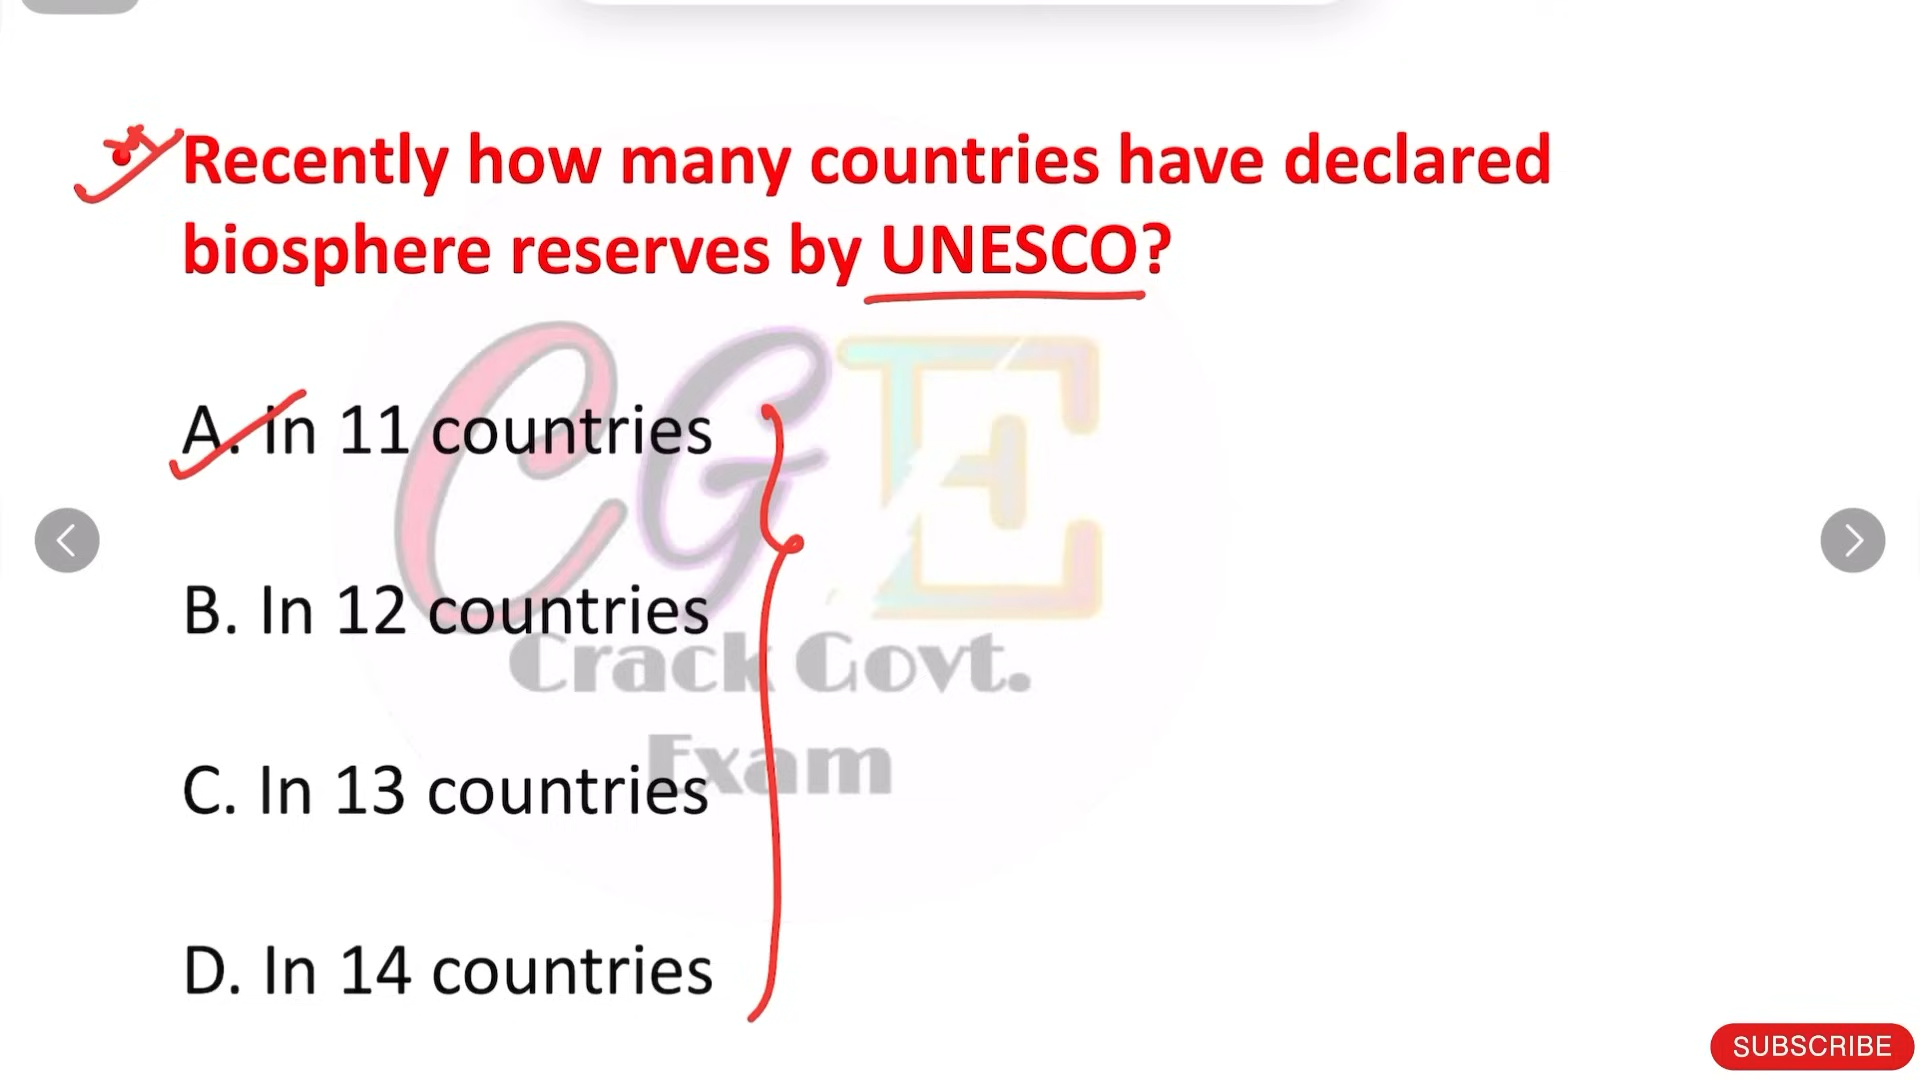 Recently how many countries have declared
biosphere reserves by UNESCO?
A. In 11 countries
B. In 12 countries
CGE
Crack Govt.
C. In 13 countries
Exam
D. In 14 countries
SUBSCRIBE